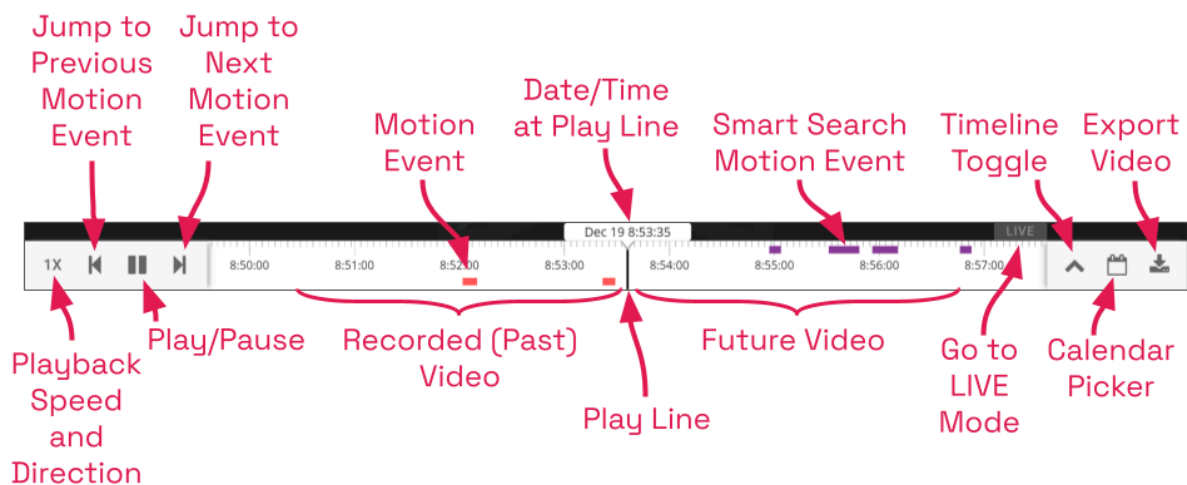 Jump to
Previous
Motion
Event
Jump to
Next
Motion
Event
Motion
Event
Date/Time
at Play Line
Smart Search
Motion Event
Timeline
Toggle
Export
Video
Dec 19 8:53:35
LIVE
1X
8:50:00 8:51:00 8:52:00 8:53:00 8:54:00 8:55:00 8:56:00 8:57:00
Playback
Speed
and
Direction
Play/Pause
Recorded (Past)
Video
Play Line
Future Video
Go to
LIVE
Mode
Calendar
Picker